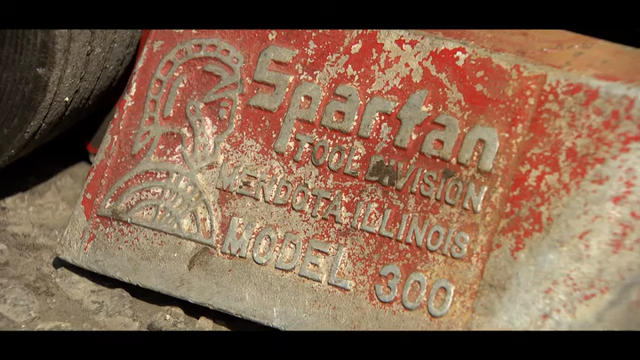 Spartan
TOOL DIVISION
MENDOTA, ILLINOIS
MODEL 300